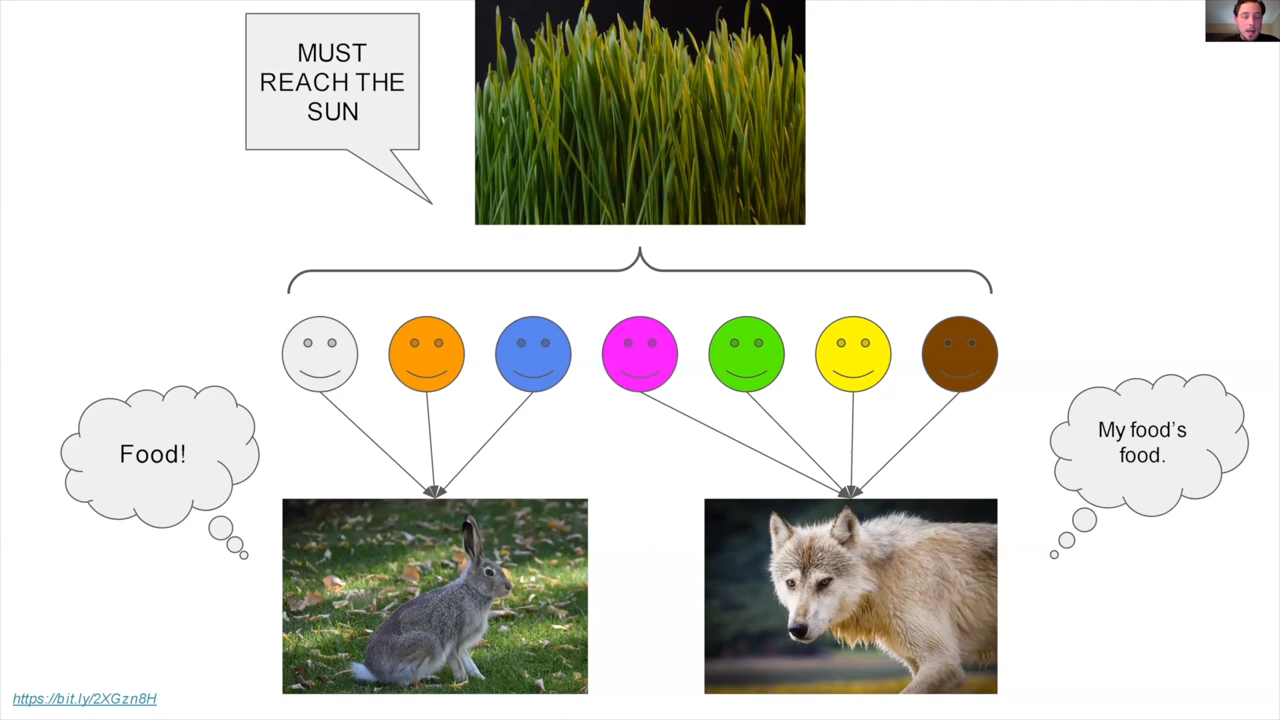 MUST
REACH THE
SUN
Food!
My food's
food.
https://bit.ly/2XGzn8H